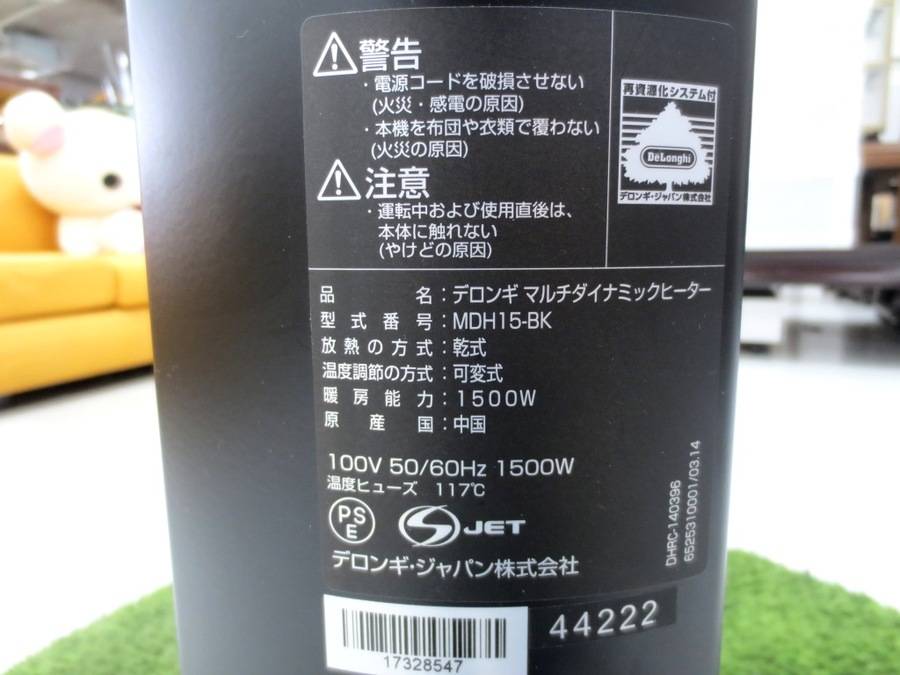 警告
・電源コードを破損させない
(火災・感電の原因)
・本機を布団や衣類で覆わない
(火災の原因)
注意
・運転中および使用直後は、
本体に触れない
(やけどの原因)
再資源化システム付
DeLonghi
デロンギ・ジャパン株式会社
品名：デロンギ マルチダイナミックヒーター
型式番号：MDH15-BK
放熱の方式：乾式
温度調節の方式：可変式
暖房能力：1500W
原産国：中国
100V 50/60Hz 1500W
温度ヒューズ 117℃
PSE
S JET
デロンギ・ジャパン株式会社
DHRC-140396
6525310001/03.14
17328547
44222